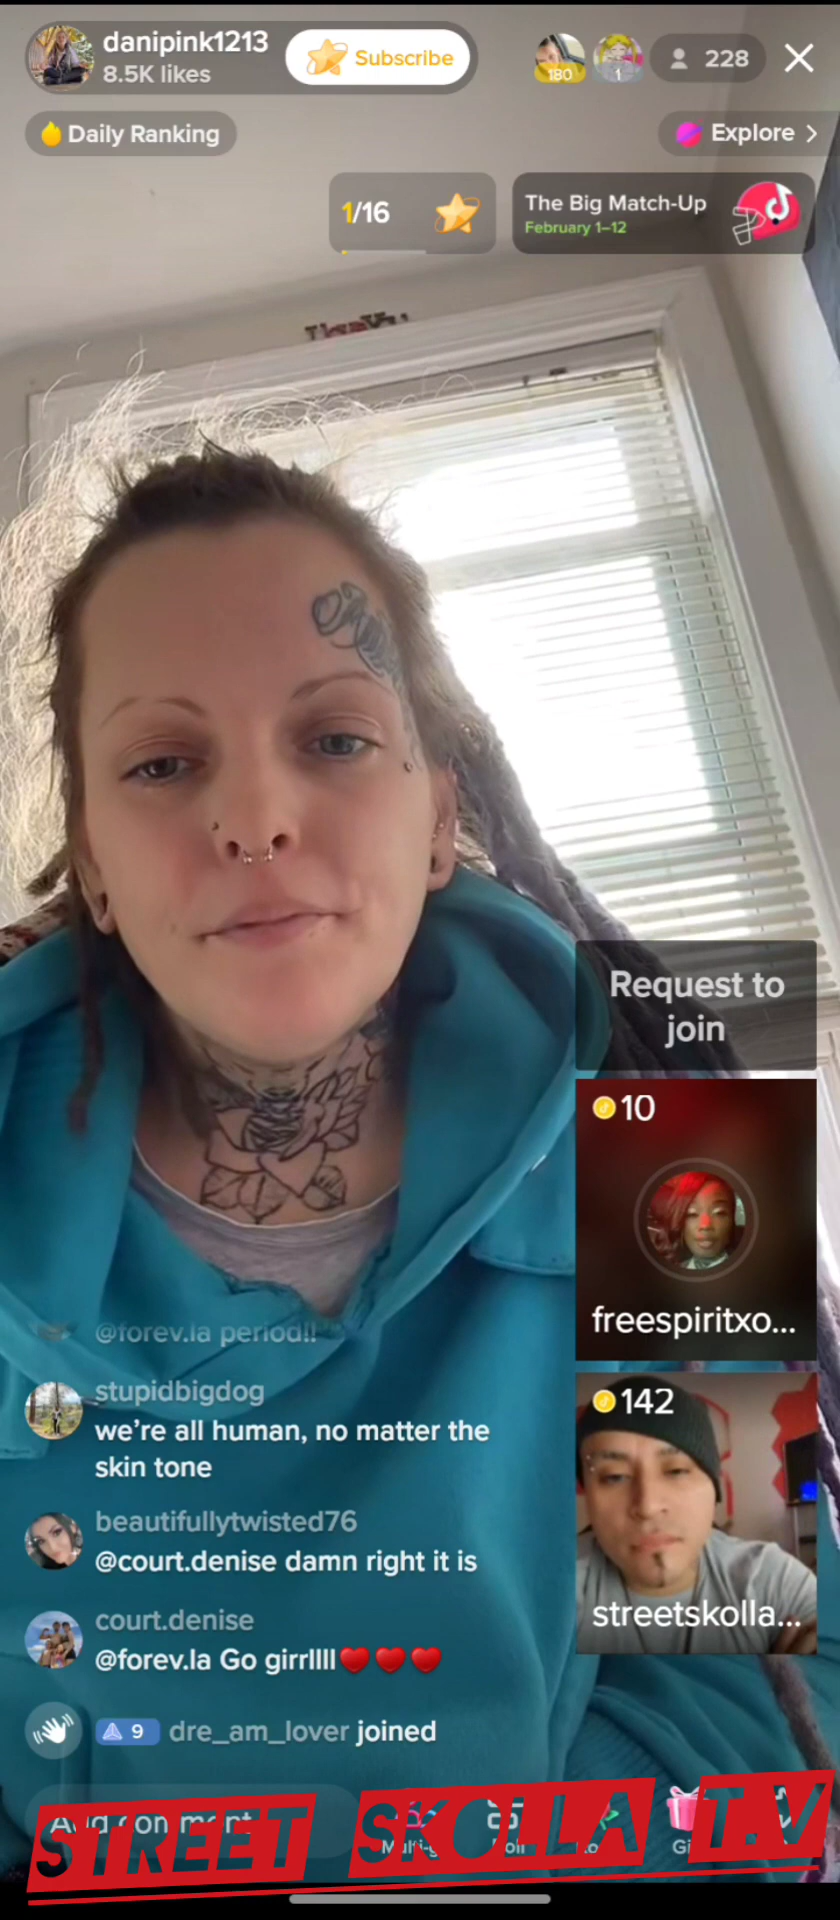 danipink1213
8.5K likes
Subscribe
180
1
228
Daily Ranking
Explore
1/16
The Big Match-Up
February 1–12
Request to
join
10
freespiritxo...
@forev.la period!!
142
stupidbigdog
we're all human, no matter the
skin tone
beautifullytwisted76
@court.denise damn right it is
streetskolla...
court.denise
@forev.la Go girrllll❤️❤️❤️
9 dre_am_lover joined
Add comment...
STREET SKOLLA T.V